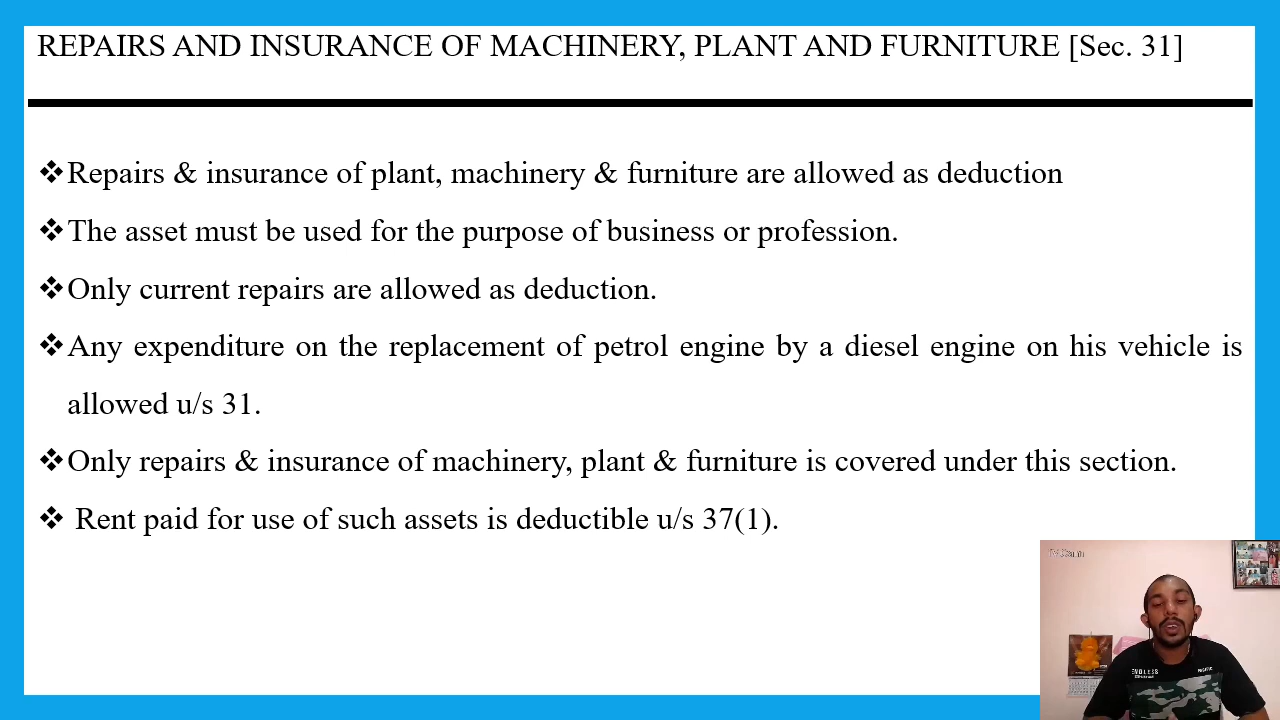 REPAIRS AND INSURANCE OF MACHINERY, PLANT AND FURNITURE [Sec. 31]
❖Repairs & insurance of plant, machinery & furniture are allowed as deduction
❖The asset must be used for the purpose of business or profession.
❖Only current repairs are allowed as deduction.
❖Any expenditure on the replacement of petrol engine by a diesel engine on his vehicle is
allowed u/s 31.
❖Only repairs & insurance of machinery, plant & furniture is covered under this section.
❖ Rent paid for use of such assets is deductible u/s 37(1).
ENDLESS